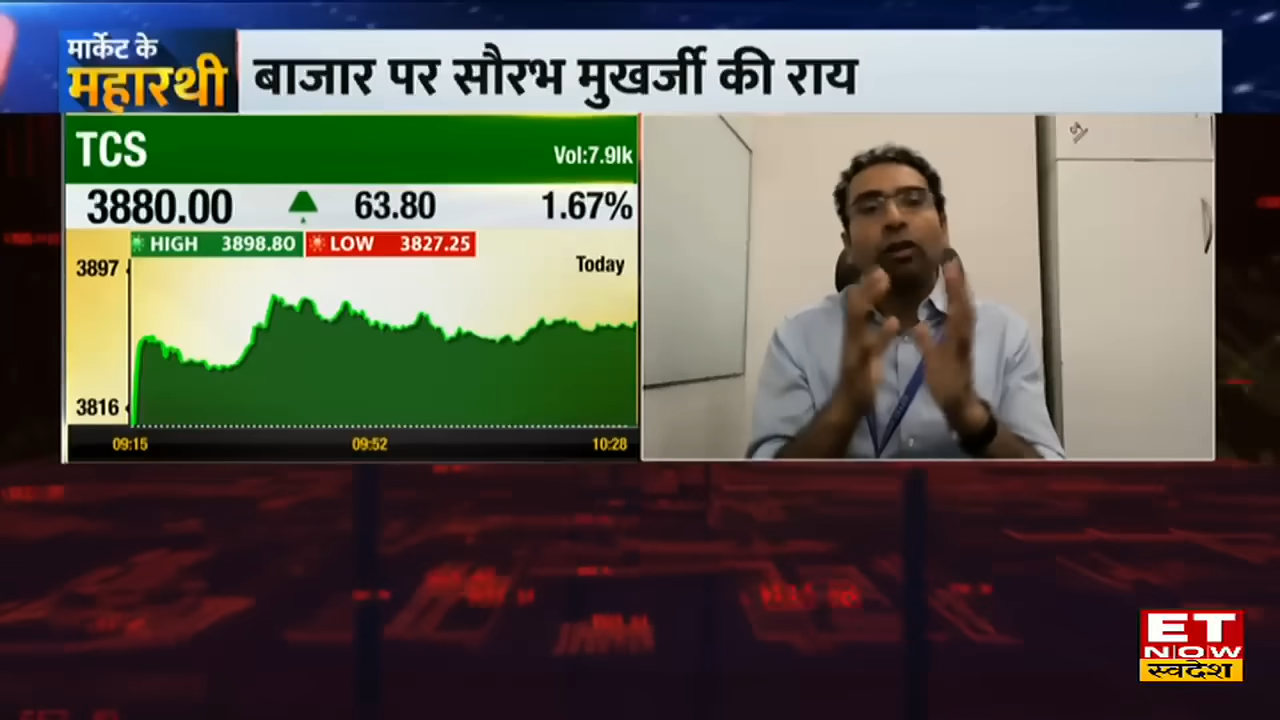 मार्केट के
महारथी
बाजार पर सौरभ मुखर्जी की राय
TCS
Vol:7.9lk
3880.00 63.80 1.67%
HIGH 3898.80 LOW 3827.25
Today
3897
3816
09:15 09:52 10:28
ET
NOW
स्वदेश